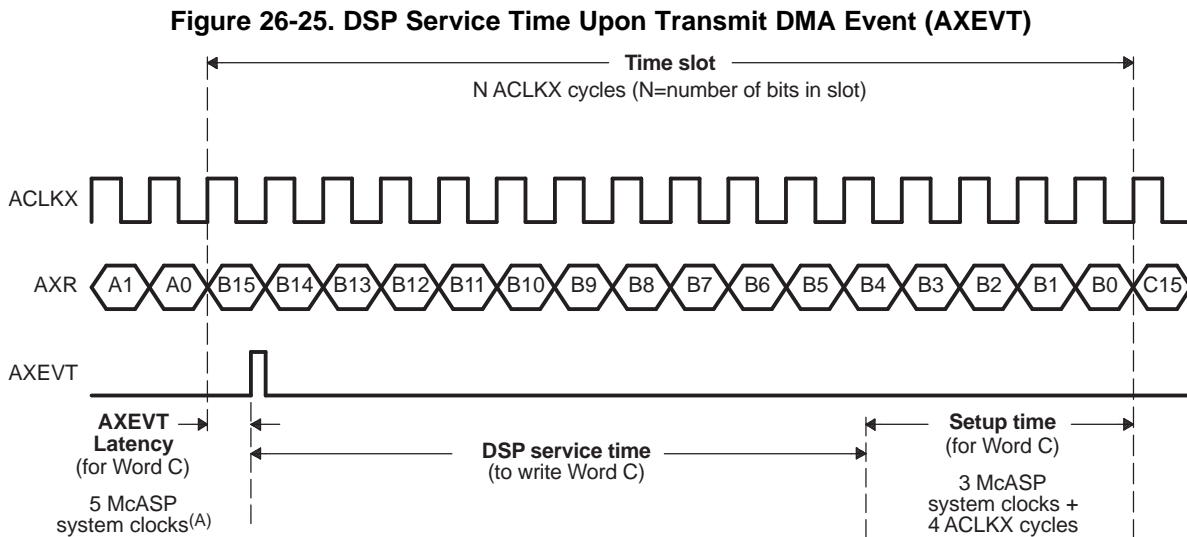 Figure 26-25. DSP Service Time Upon Transmit DMA Event (AXEVT)
Time slot
N ACLKX cycles (N=number of bits in slot)
ACLKX
AXR A1 A0 B15 B14 B13 B12 B11 B10 B9 B8 B7 B6 B5 B4 B3 B2 B1 B0 C15
AXEVT
AXEVT
Latency
(for Word C)
5 McASP
system clocks(A)
DSP service time
(to write Word C)
Setup time
(for Word C)
3 McASP
system clocks +
4 ACLKX cycles